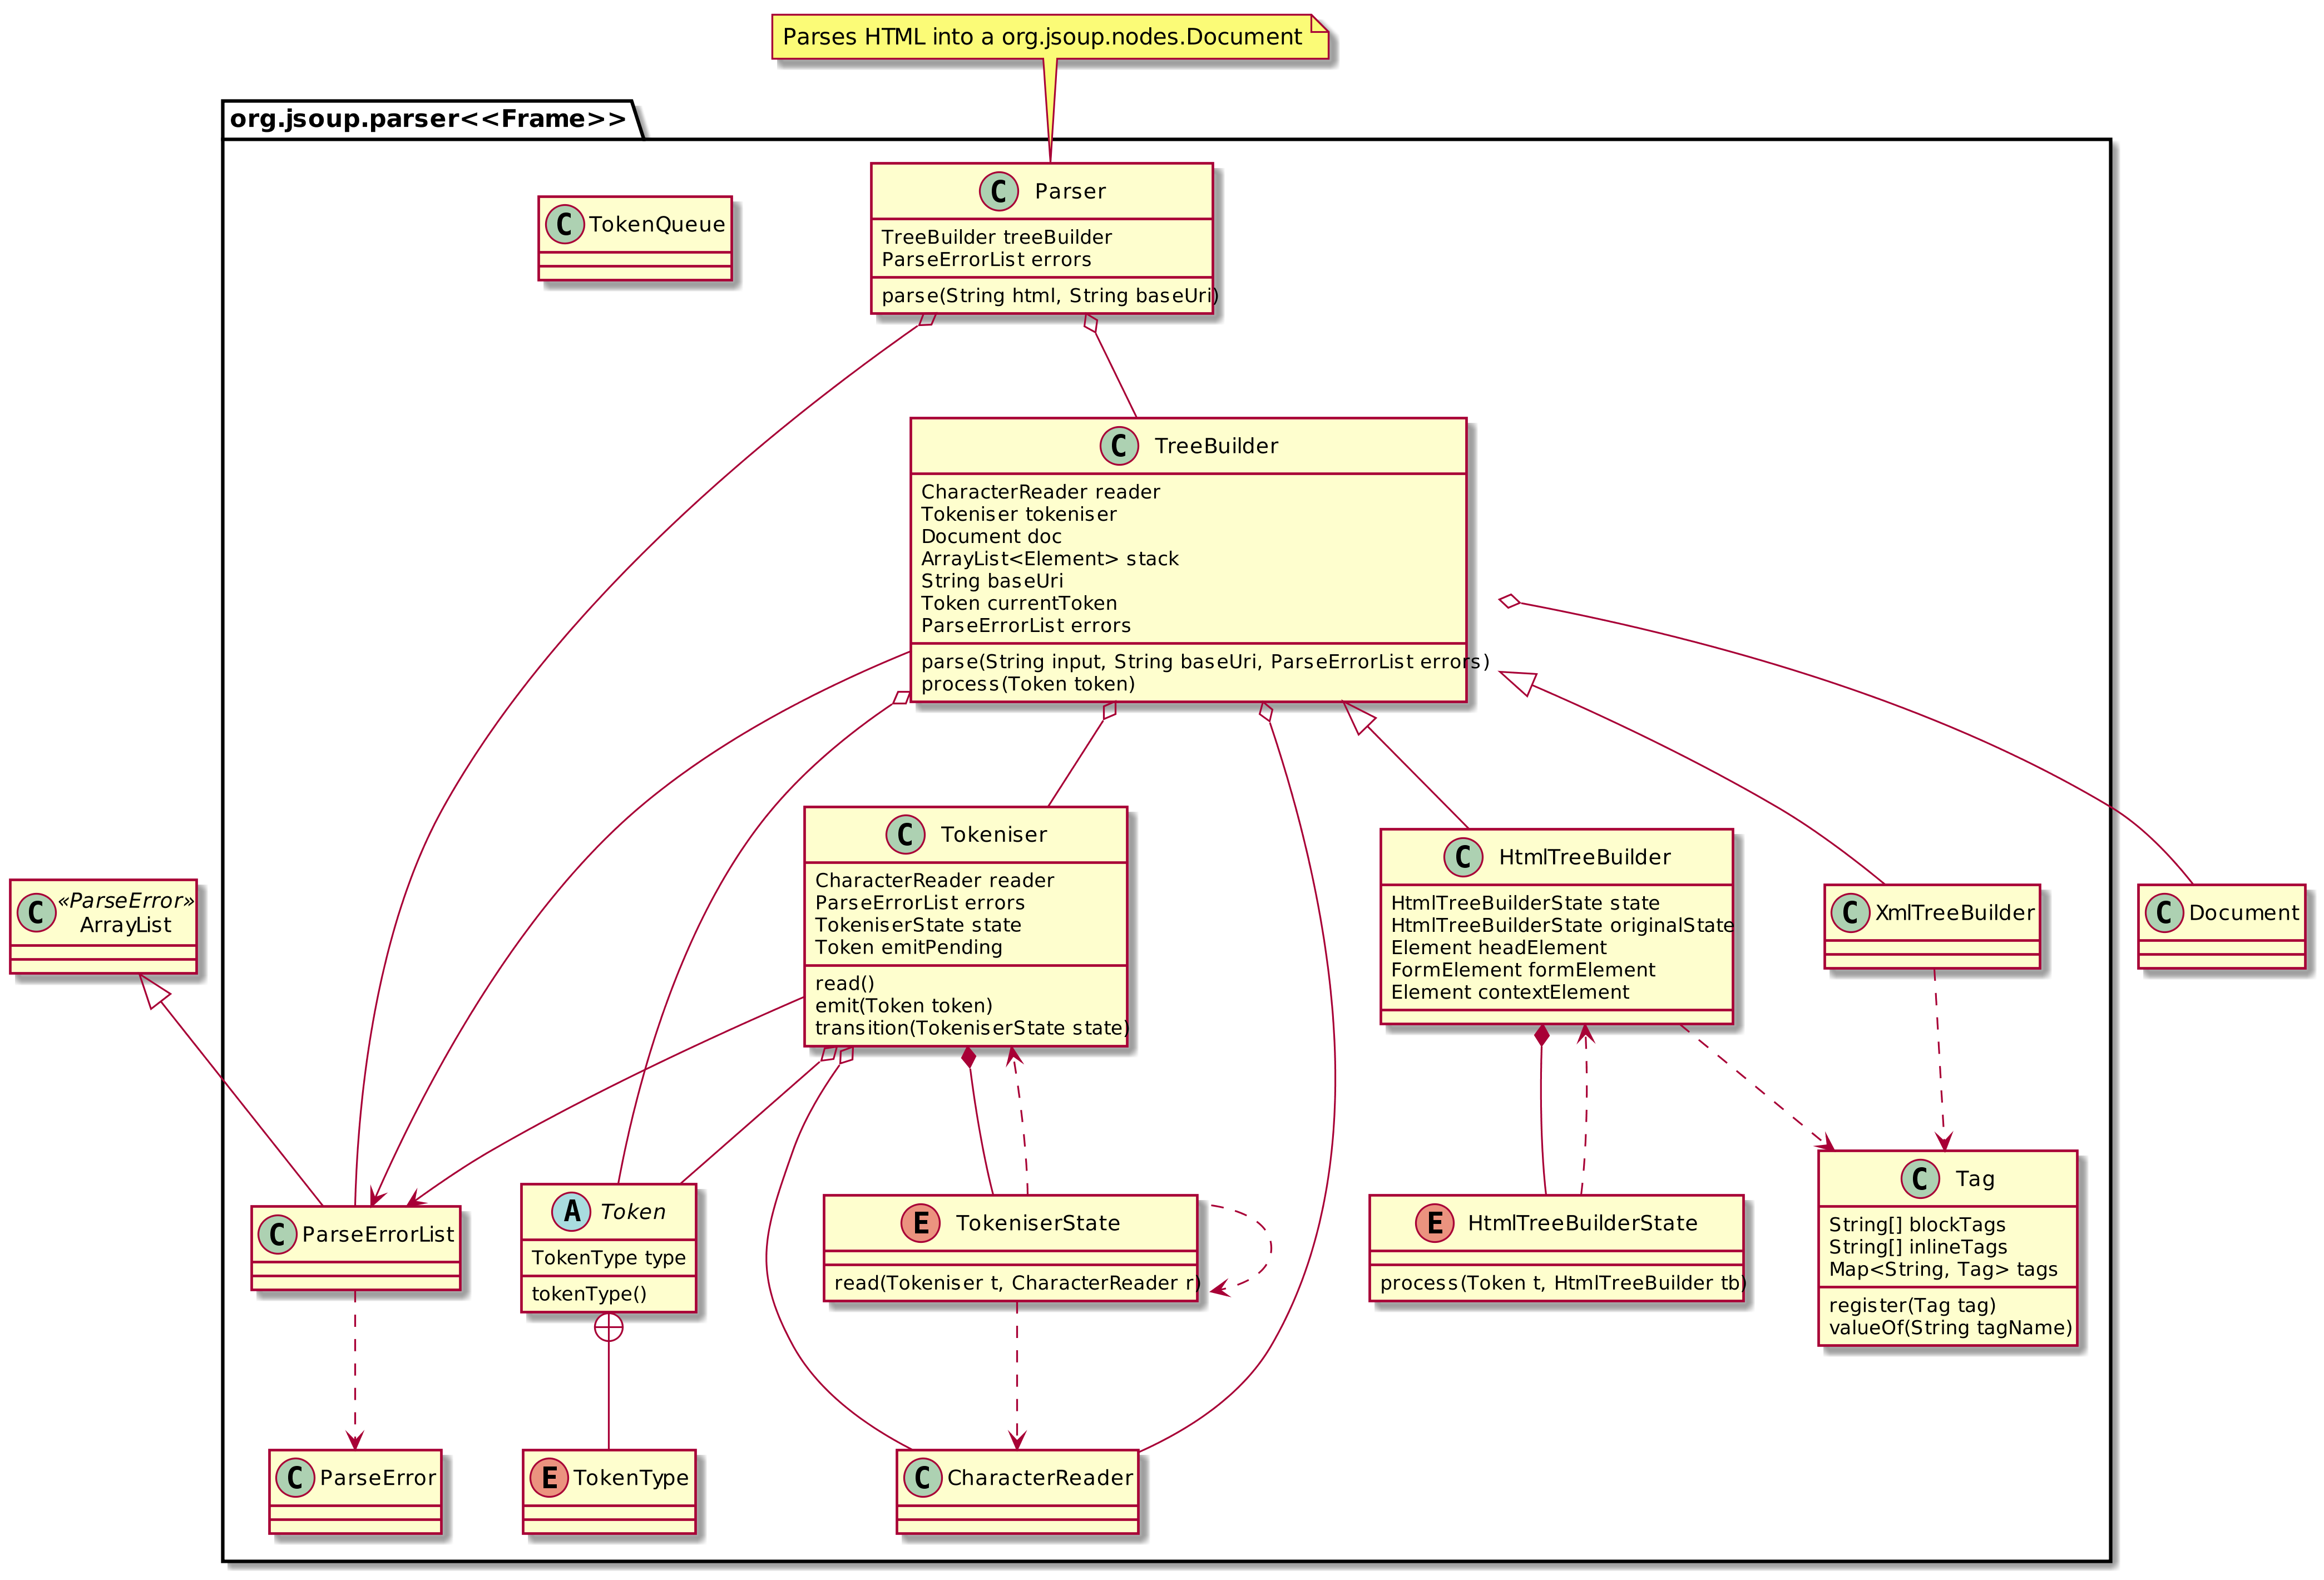 Parses HTML into a org.jsoup.nodes.Document
org.jsoup.parser<<Frame>>
C TokenQueue
C Parser
TreeBuilder treeBuilder
ParseErrorList errors
parse(String html, String baseUri)
C TreeBuilder
CharacterReader reader
Tokeniser tokeniser
Document doc
ArrayList<Element> stack
String baseUri
Token currentToken
ParseErrorList errors
parse(String input, String baseUri, ParseErrorList errors)
process(Token token)
C «ParseError»
ArrayList
C Tokeniser
CharacterReader reader
ParseErrorList errors
TokeniserState state
Token emitPending
read()
emit(Token token)
transition(TokeniserState state)
C HtmlTreeBuilder
HtmlTreeBuilderState state
HtmlTreeBuilderState originalState
Element headElement
FormElement formElement
Element contextElement
C XmlTreeBuilder
C Document
C ParseErrorList
A Token
TokenType type
tokenType()
E TokeniserState
read(Tokeniser t, CharacterReader r)
E HtmlTreeBuilderState
process(Token t, HtmlTreeBuilder tb)
C Tag
String[] blockTags
String[] inlineTags
Map<String, Tag> tags
register(Tag tag)
valueOf(String tagName)
C ParseError
E TokenType
C CharacterReader